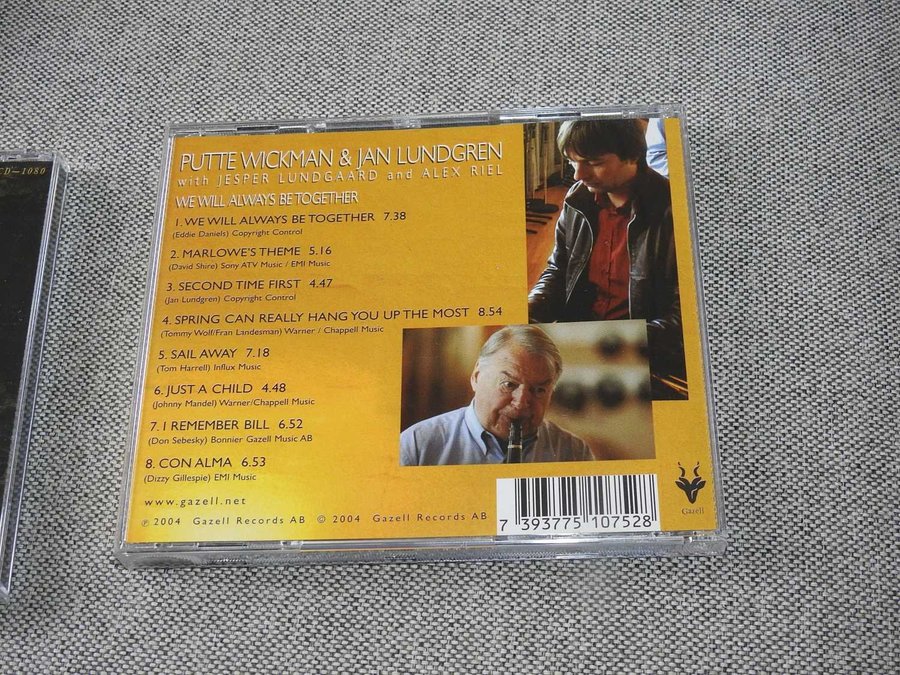 CD-1080
PUTTE WICKMAN & JAN LUNDGREN
with JESPER LUNDGAARD and ALEX RIEL
WE WILL ALWAYS BE TOGETHER
1. WE WILL ALWAYS BE TOGETHER 7.38
(Eddie Daniels) Copyright Control
2. MARLOWE'S THEME 5.16
(David Shire) Sony ATV Music / EMI Music
3. SECOND TIME FIRST 4.47
(Jan Lundgren) Copyright Control
4. SPRING CAN REALLY HANG YOU UP THE MOST 8.54
(Tommy Wolf/Fran Landesman) Warner / Chappell Music
5. SAIL AWAY 7.18
(Tom Harrell) Influx Music
6. JUST A CHILD 4.48
(Johnny Mandel) Warner/Chappell Music
7. I REMEMBER BILL 6.52
(Don Sebesky) Bonnier Gazell Music AB
8. CON ALMA 6.53
(Dizzy Gillespie) EMI Music
www.gazell.net
℗ 2004 Gazell Records AB © 2004 Gazell Records AB
7 393775 107528
Gazell